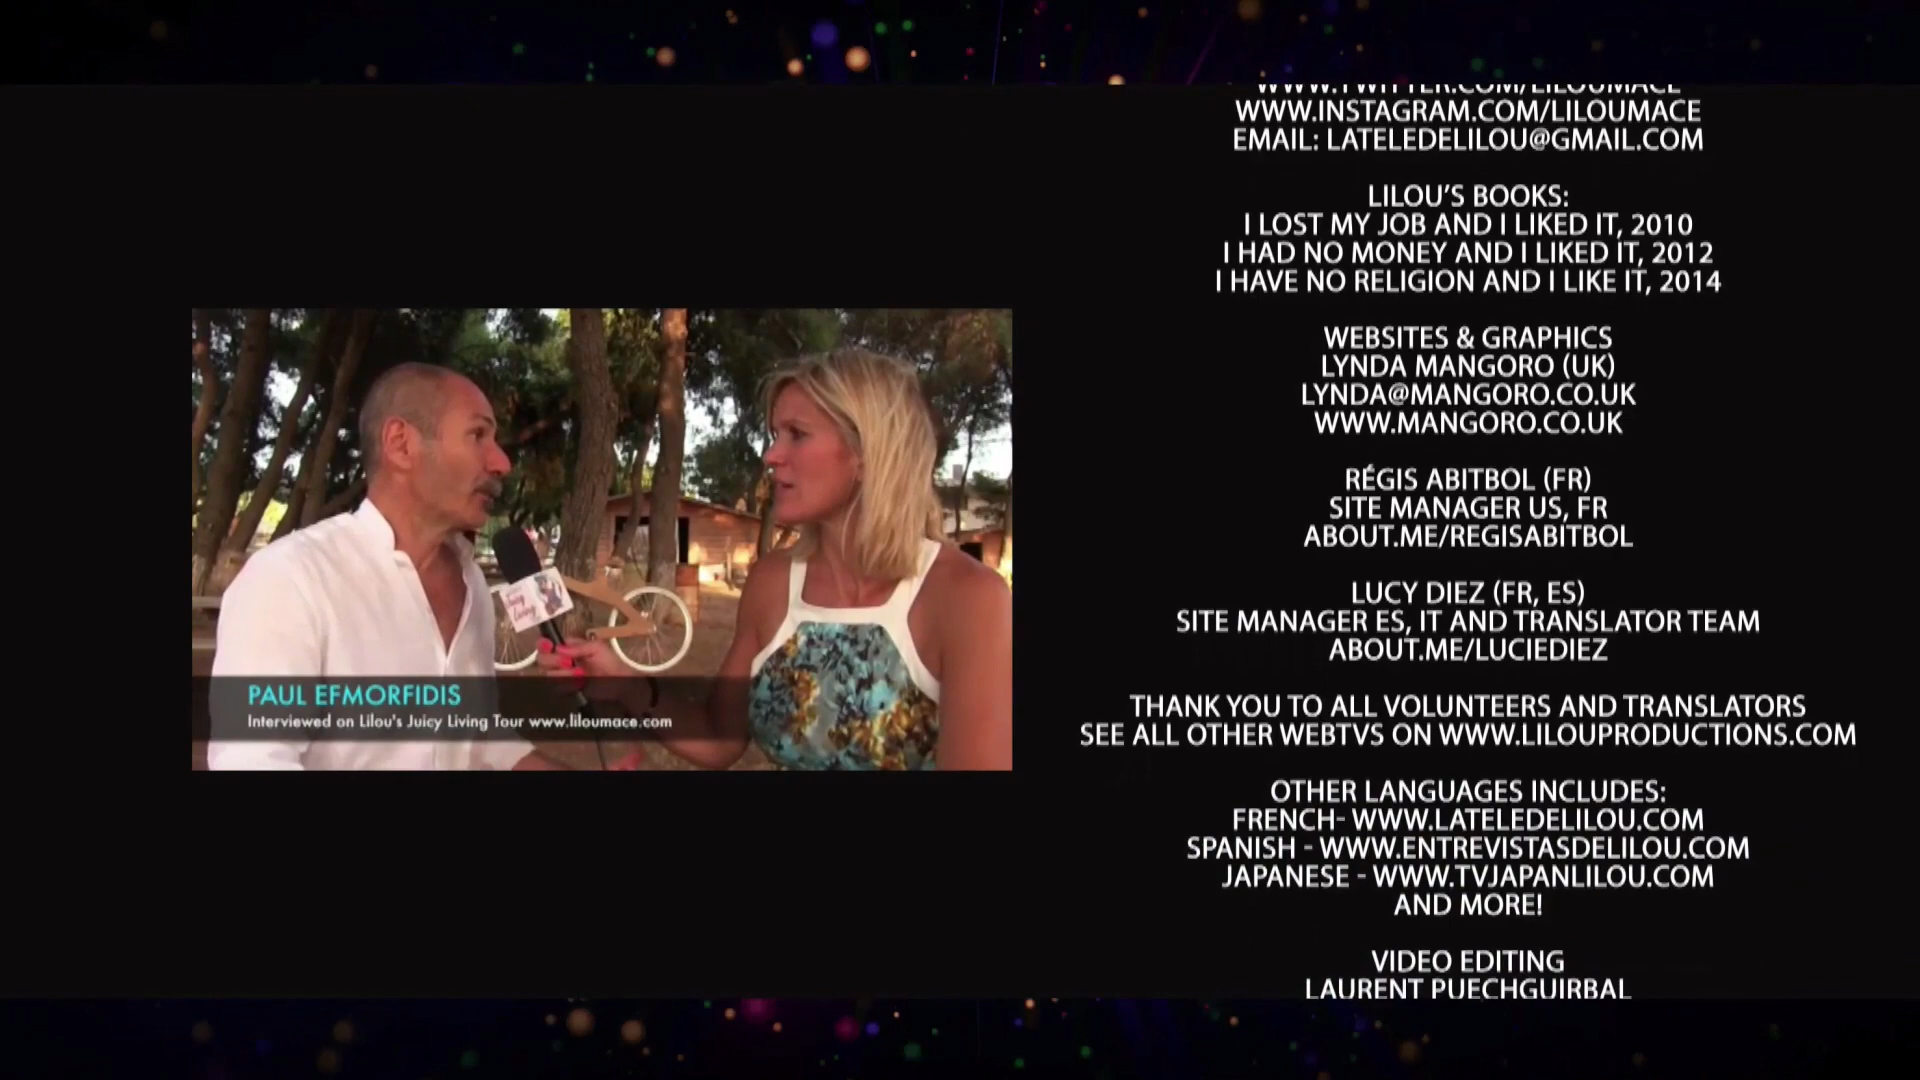 PAUL EFMORFIDIS
Interviewed on Lilou's Juicy Living Tour www.liloumace.com
Juicy
Living
WWW.TWITTER.COM/LILOUMACE
WWW.INSTAGRAM.COM/LILOUMACE
EMAIL: LATELEDELILOU@GMAIL.COM
LILOU'S BOOKS:
I LOST MY JOB AND I LIKED IT, 2010
I HAD NO MONEY AND I LIKED IT, 2012
I HAVE NO RELIGION AND I LIKE IT, 2014
WEBSITES & GRAPHICS
LYNDA MANGORO (UK)
LYNDA@MANGORO.CO.UK
WWW.MANGORO.CO.UK
RÉGIS ABITBOL (FR)
SITE MANAGER US, FR
ABOUT.ME/REGISABITBOL
LUCY DIEZ (FR, ES)
SITE MANAGER ES, IT AND TRANSLATOR TEAM
ABOUT.ME/LUCIEDIEZ
THANK YOU TO ALL VOLUNTEERS AND TRANSLATORS
SEE ALL OTHER WEBTVS ON WWW.LILOUPRODUCTIONS.COM
OTHER LANGUAGES INCLUDES:
FRENCH- WWW.LATELEDELILOU.COM
SPANISH - WWW.ENTREVISTASDELILOU.COM
JAPANESE - WWW.TVJAPANLILOU.COM
AND MORE!
VIDEO EDITING
LAURENT PUECHGUIRBAL